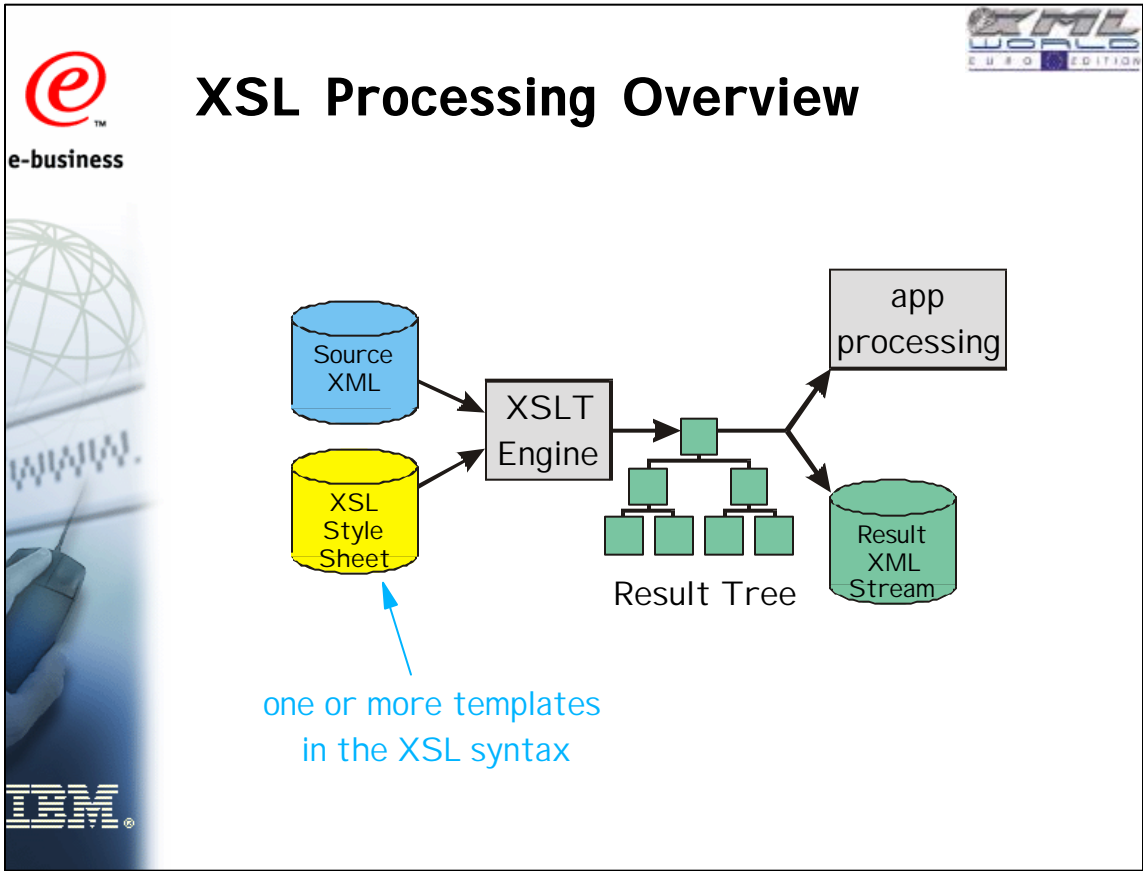 XML
WORLD
EURO EDITION
e
TM
e-business
XSL Processing Overview
Source
XML
XSL
Style
Sheet
XSLT
Engine
Result Tree
app
processing
Result
XML
Stream
one or more templates
in the XSL syntax
IBM®